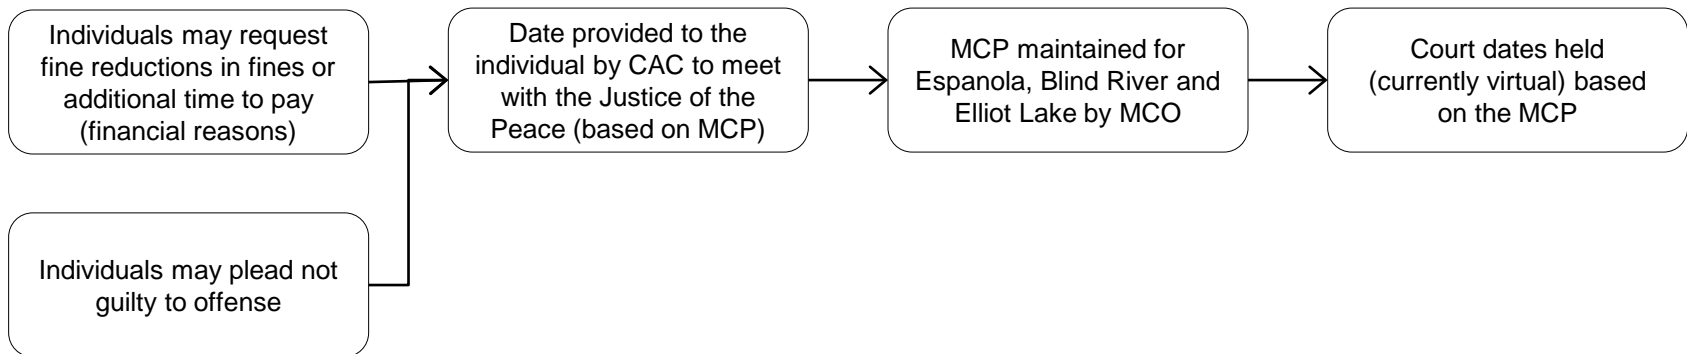 Individuals may request
fine reductions in fines or
additional time to pay
(financial reasons)
Date provided to the
individual by CAC to meet
with the Justice of the
Peace (based on MCP)
MCP maintained for
Espanola, Blind River and
Elliot Lake by MCO
Court dates held
(currently virtual) based
on the MCP
Individuals may plead not
guilty to offense